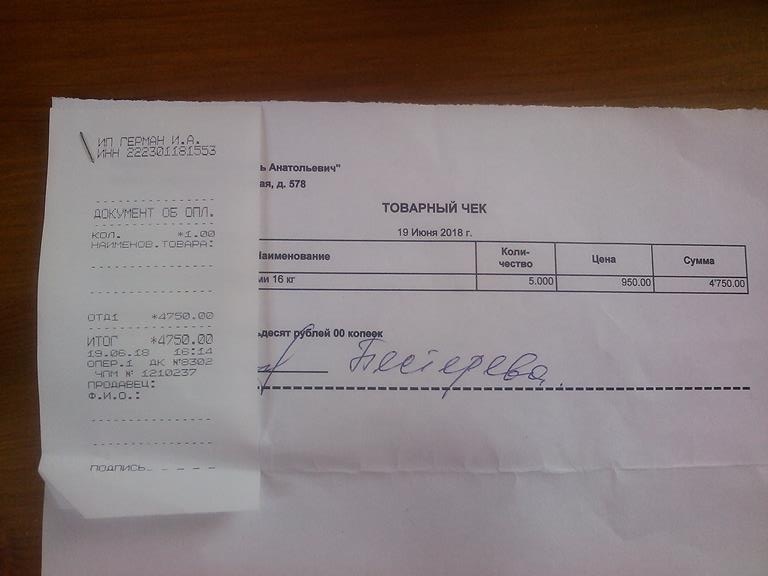 ИП ГЕРМАН И.А.
ИНН 222301181553
ДОКУМЕНТ ОБ ОПЛ.
КОЛ. *1.00
НАИМЕНОВ.ТОВАРА:
ОТД1 *4750.00
ИТОГ *4750.00
19.06.18 16:14
ОПЕР.1 ДК №8302
ЧПМ № 1210237
ПРОДАВЕЦ:
Ф.И.О.:
ПОДПИСЬ
ь Анатольевич"
ая, д. 578
ТОВАРНЫЙ ЧЕК
19 Июня 2018 г.
Наименование Коли-чество Цена Сумма
ми 16 кг 5.000 950.00 4'750.00
ьдесят рублей 00 копеек